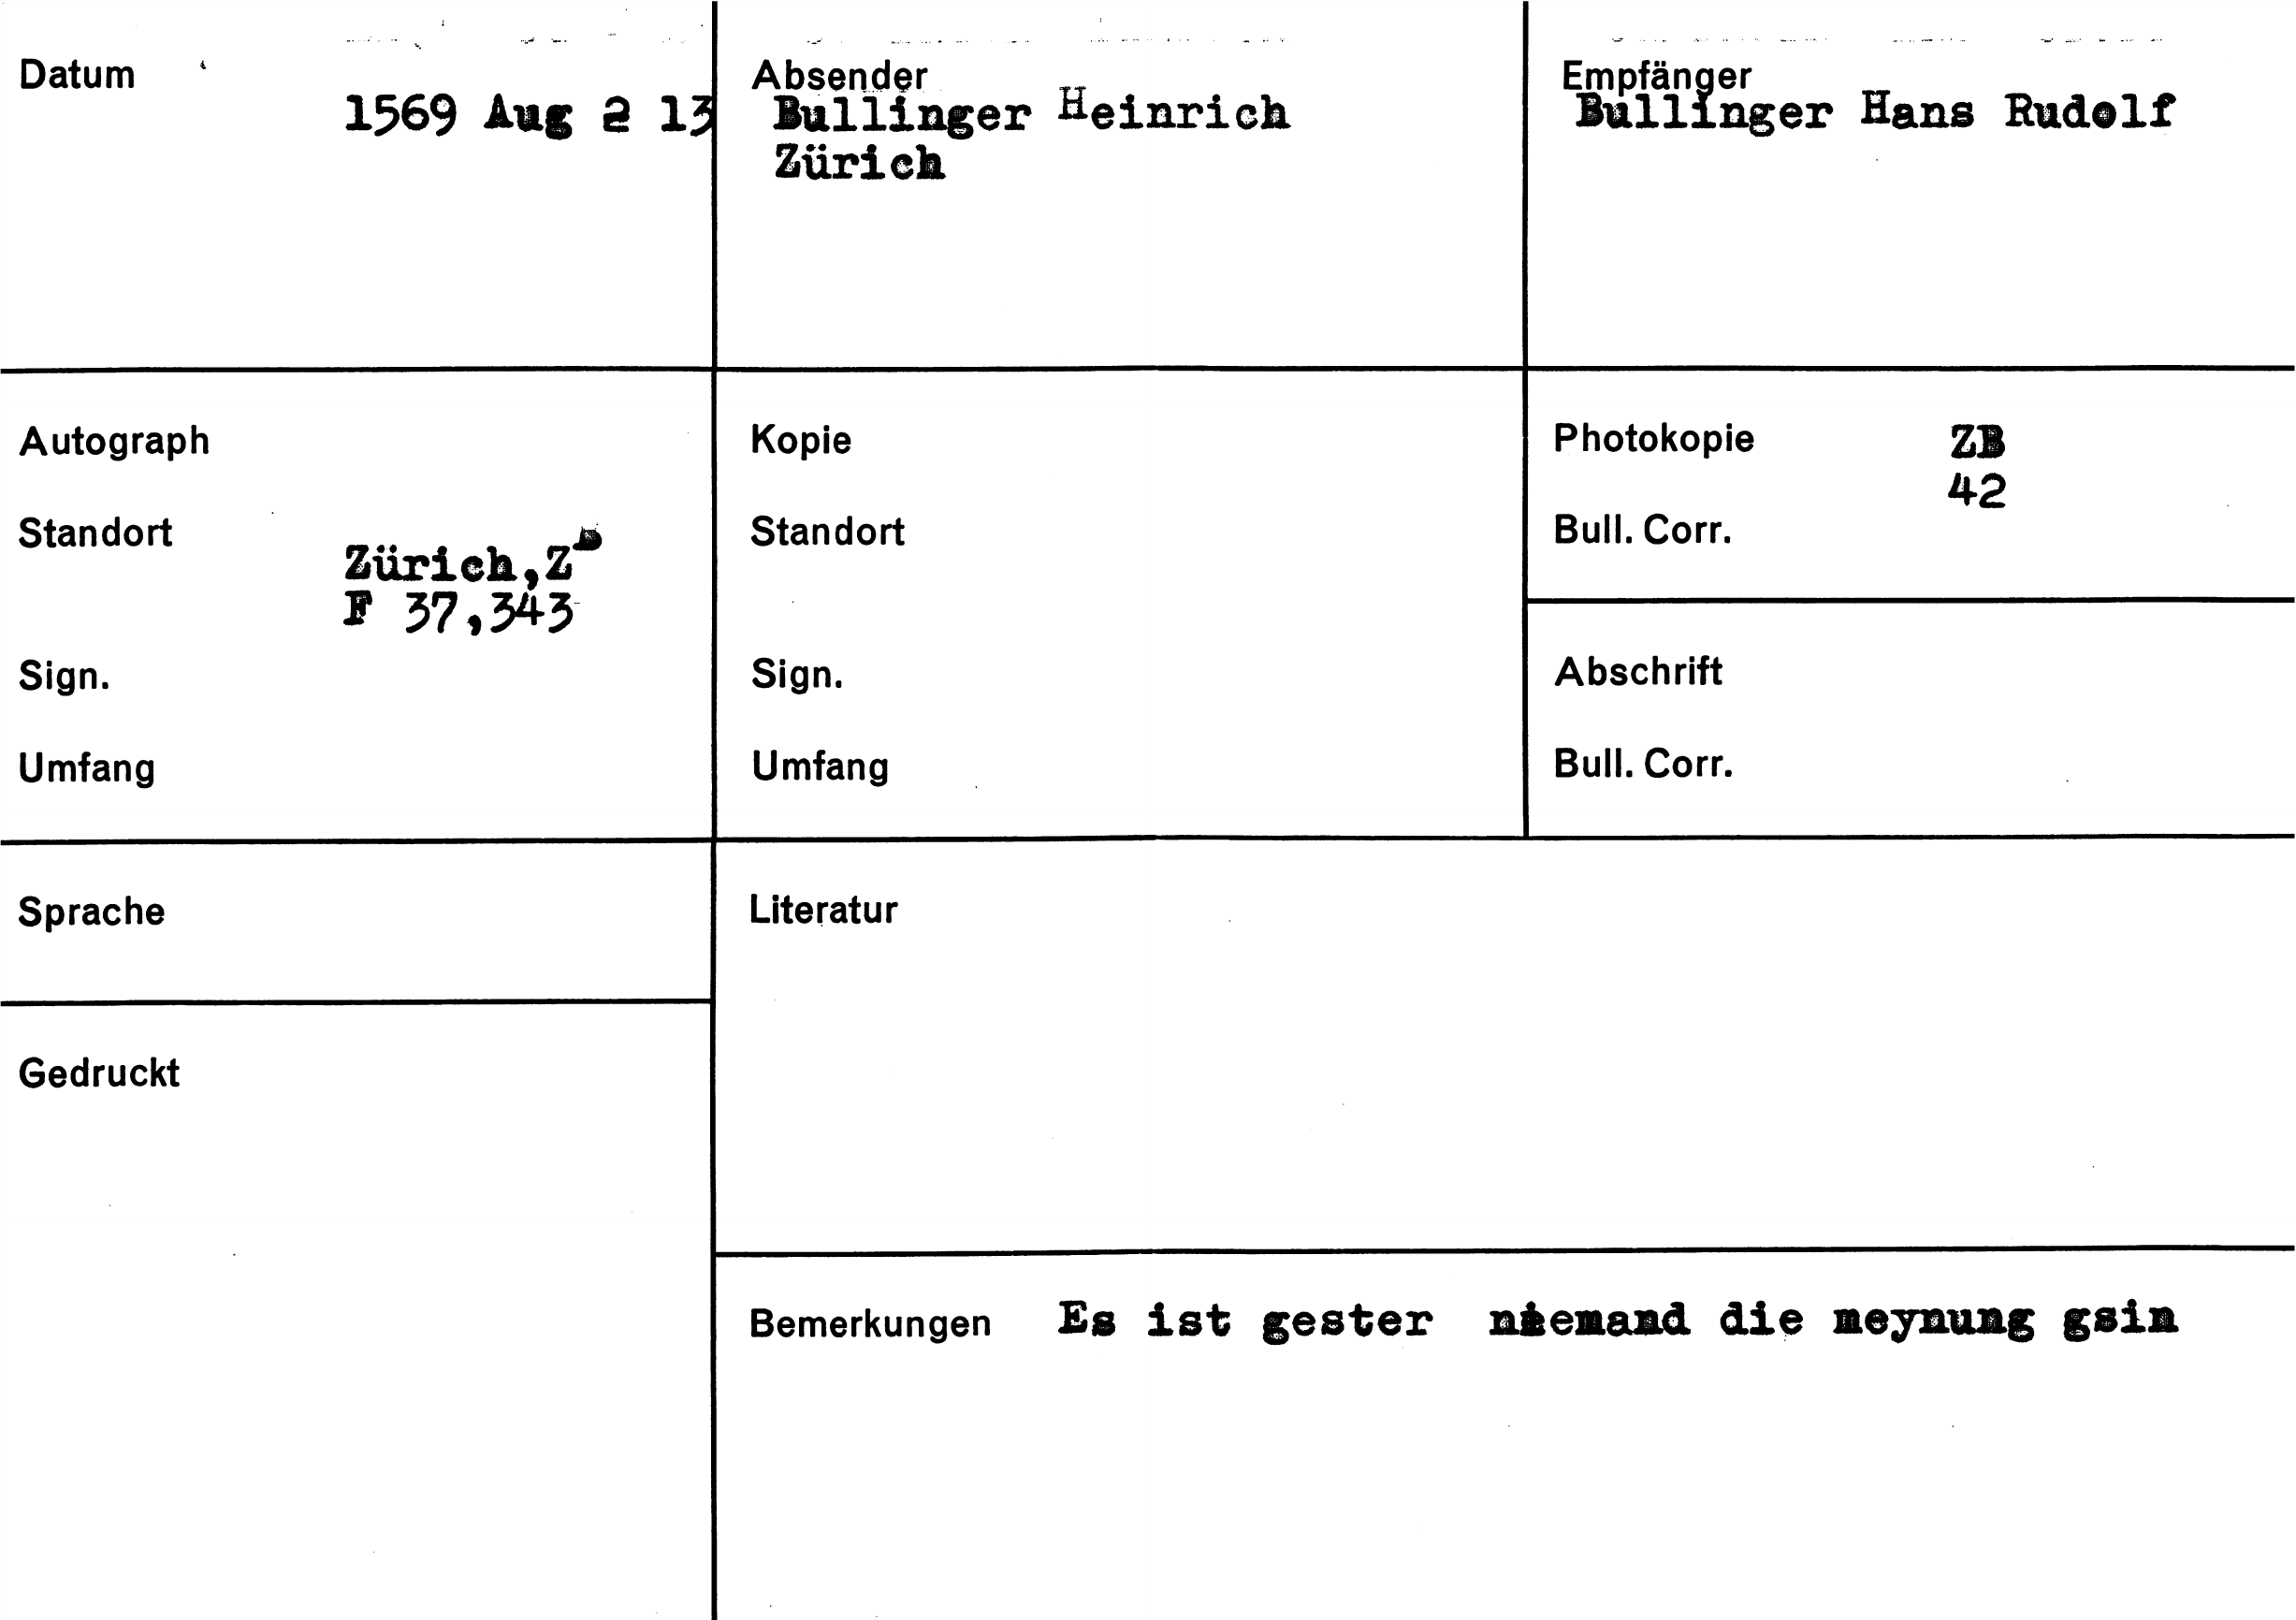 Datum
1569 Aug 2 13
Absender
Bullinger Heinrich
Zürich
Empfänger
Bullinger Hans Rudolf
Autograph
Standort
Zürich,ZB
F 37,343
Sign.
Umfang
Kopie
Standort
Sign.
Umfang
Photokopie ZB
42
Bull. Corr.
Abschrift
Bull. Corr.
Sprache
Literatur
Gedruckt
Bemerkungen Es ist gester niemand die meynung gsin